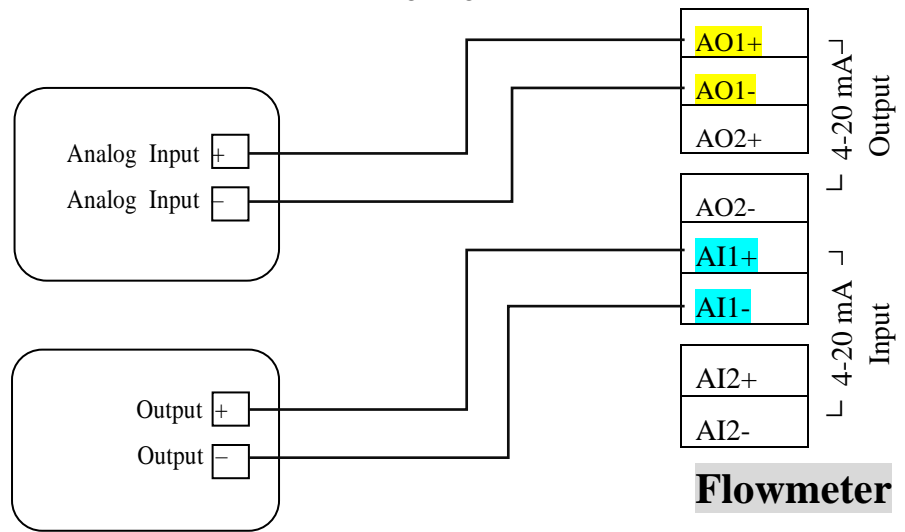 AO1+
AO1-
AO2+
4-20 mA
Output
Analog Input +
Analog Input −
AO2-
AI1+
AI1-
4-20 mA
Input
AI2+
AI2-
Output +
Output −
Flowmeter